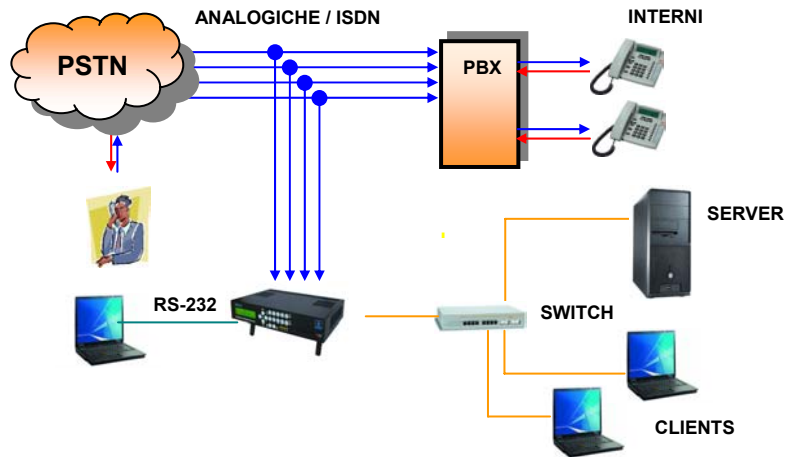 ANALOGICHE / ISDN
INTERNI
PSTN
PBX
SERVER
RS-232
SWITCH
CLIENTS